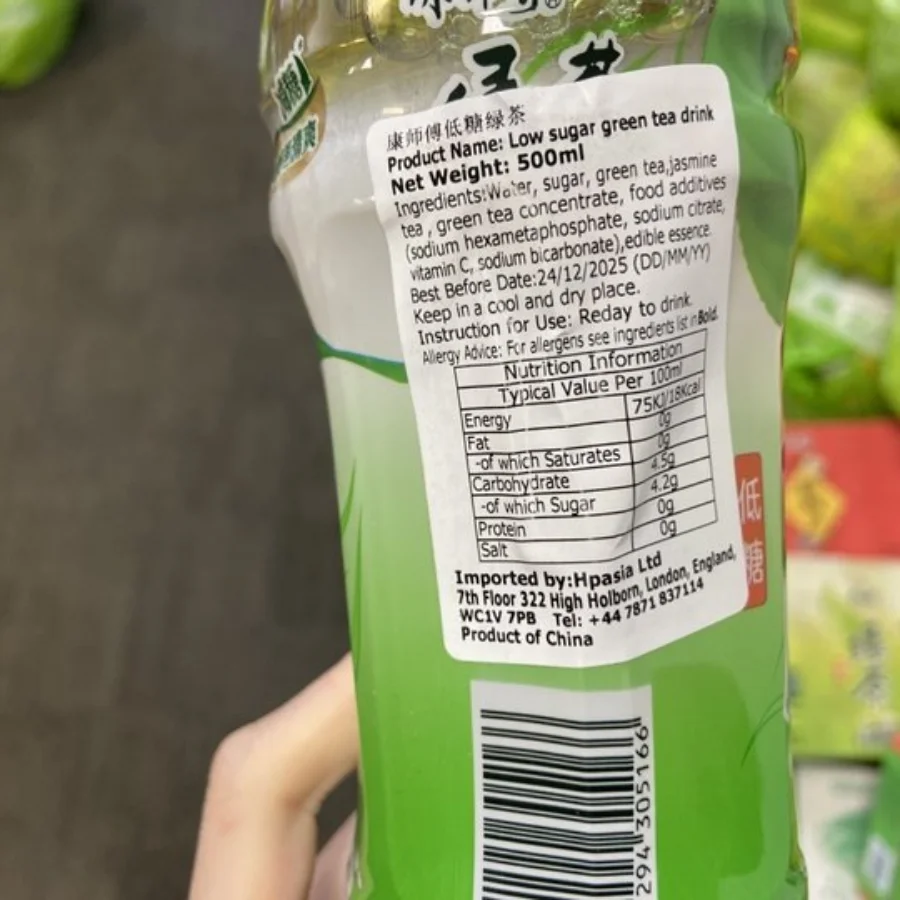 绿茶
康师傅低糖绿茶
Product Name: Low sugar green tea drink
Net Weight: 500ml
Ingredients:Water, sugar, green tea,jasmine
tea , green tea concentrate, food additives
(sodium hexametaphosphate, sodium citrate,
vitamin C, sodium bicarbonate),edible essence.
Best Before Date:24/12/2025 (DD/MM/YY)
Keep in a cool and dry place.
Instruction for Use: Reday to drink.
Allergy Advice: For allergens see ingredients list in Bold.
Nutrition Information
Typical Value Per 100ml
Energy 75KJ/18Kcal
Fat 0g
-of which Saturates 0g
Carbohydrate 4.5g
-of which Sugar 4.2g
Protein 0g
Salt 0g
Imported by:Hpasia Ltd
7th Floor 322 High Holborn, London, England,
WC1V 7PB Tel: +44 7871 837114
Product of China
低糖
294 305166